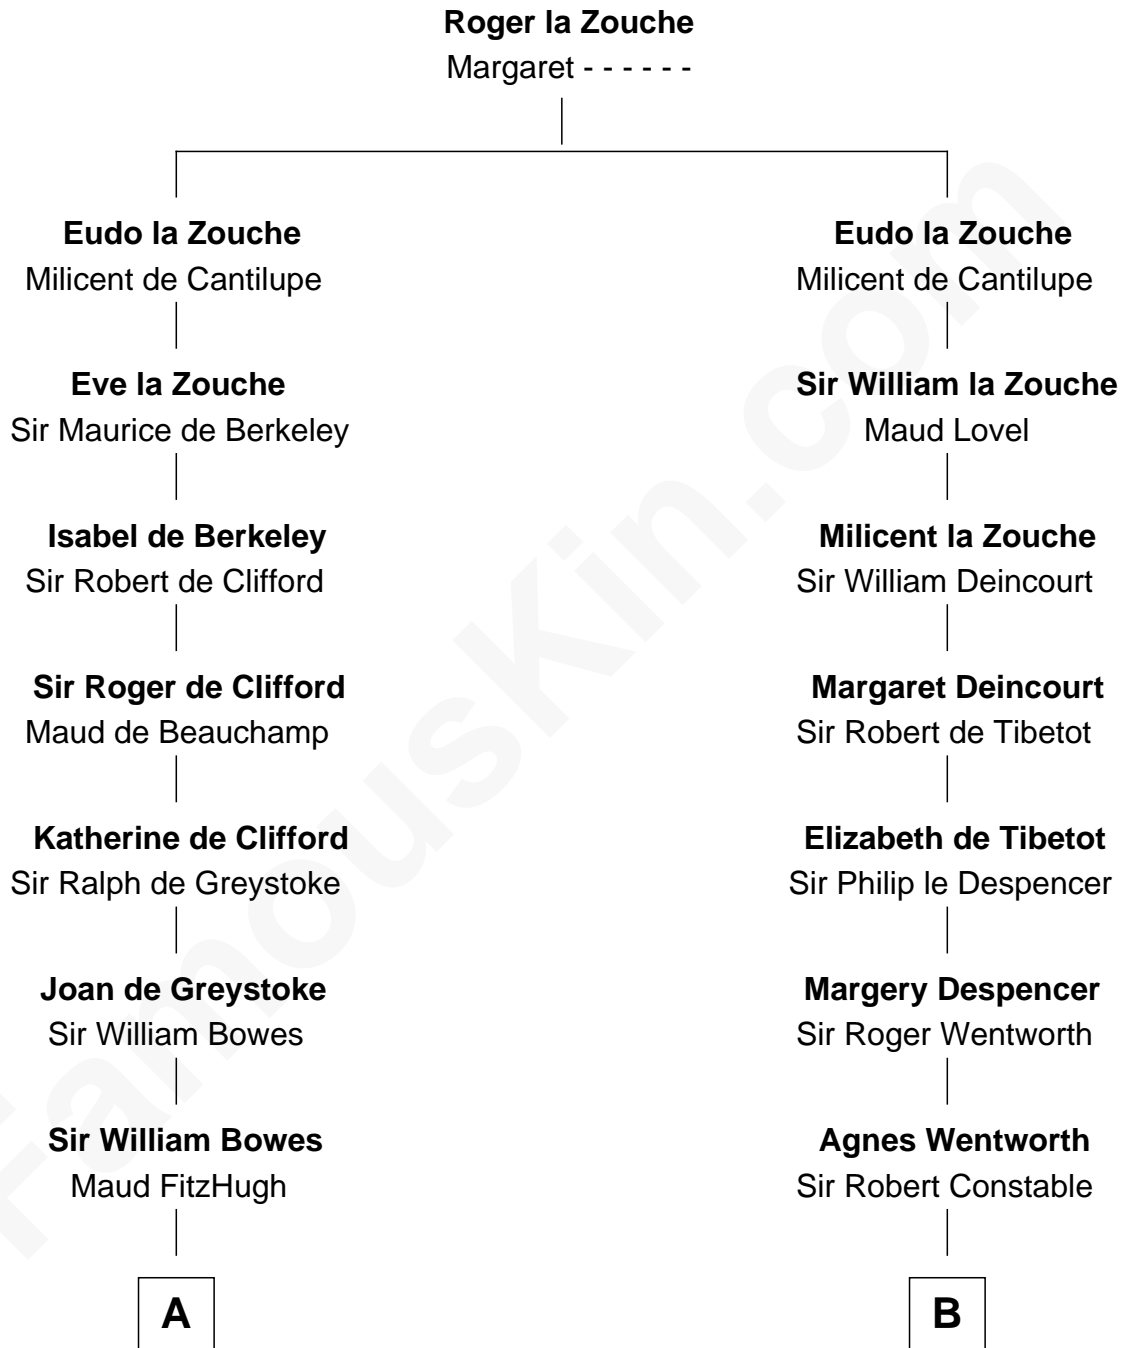 Roger la Zouche
Margaret - - - - - -
Eudo la Zouche
Milicent de Cantilupe
Eve la Zouche
Sir Maurice de Berkeley
Isabel de Berkeley
Sir Robert de Clifford
Sir Roger de Clifford
Maud de Beauchamp
Katherine de Clifford
Sir Ralph de Greystoke
Joan de Greystoke
Sir William Bowes
Sir William Bowes
Maud FitzHugh
A
Eudo la Zouche
Milicent de Cantilupe
Sir William la Zouche
Maud Lovel
Milicent la Zouche
Sir William Deincourt
Margaret Deincourt
Sir Robert de Tibetot
Elizabeth de Tibetot
Sir Philip le Despencer
Margery Despencer
Sir Roger Wentworth
Agnes Wentworth
Sir Robert Constable
B
FamousKin.com